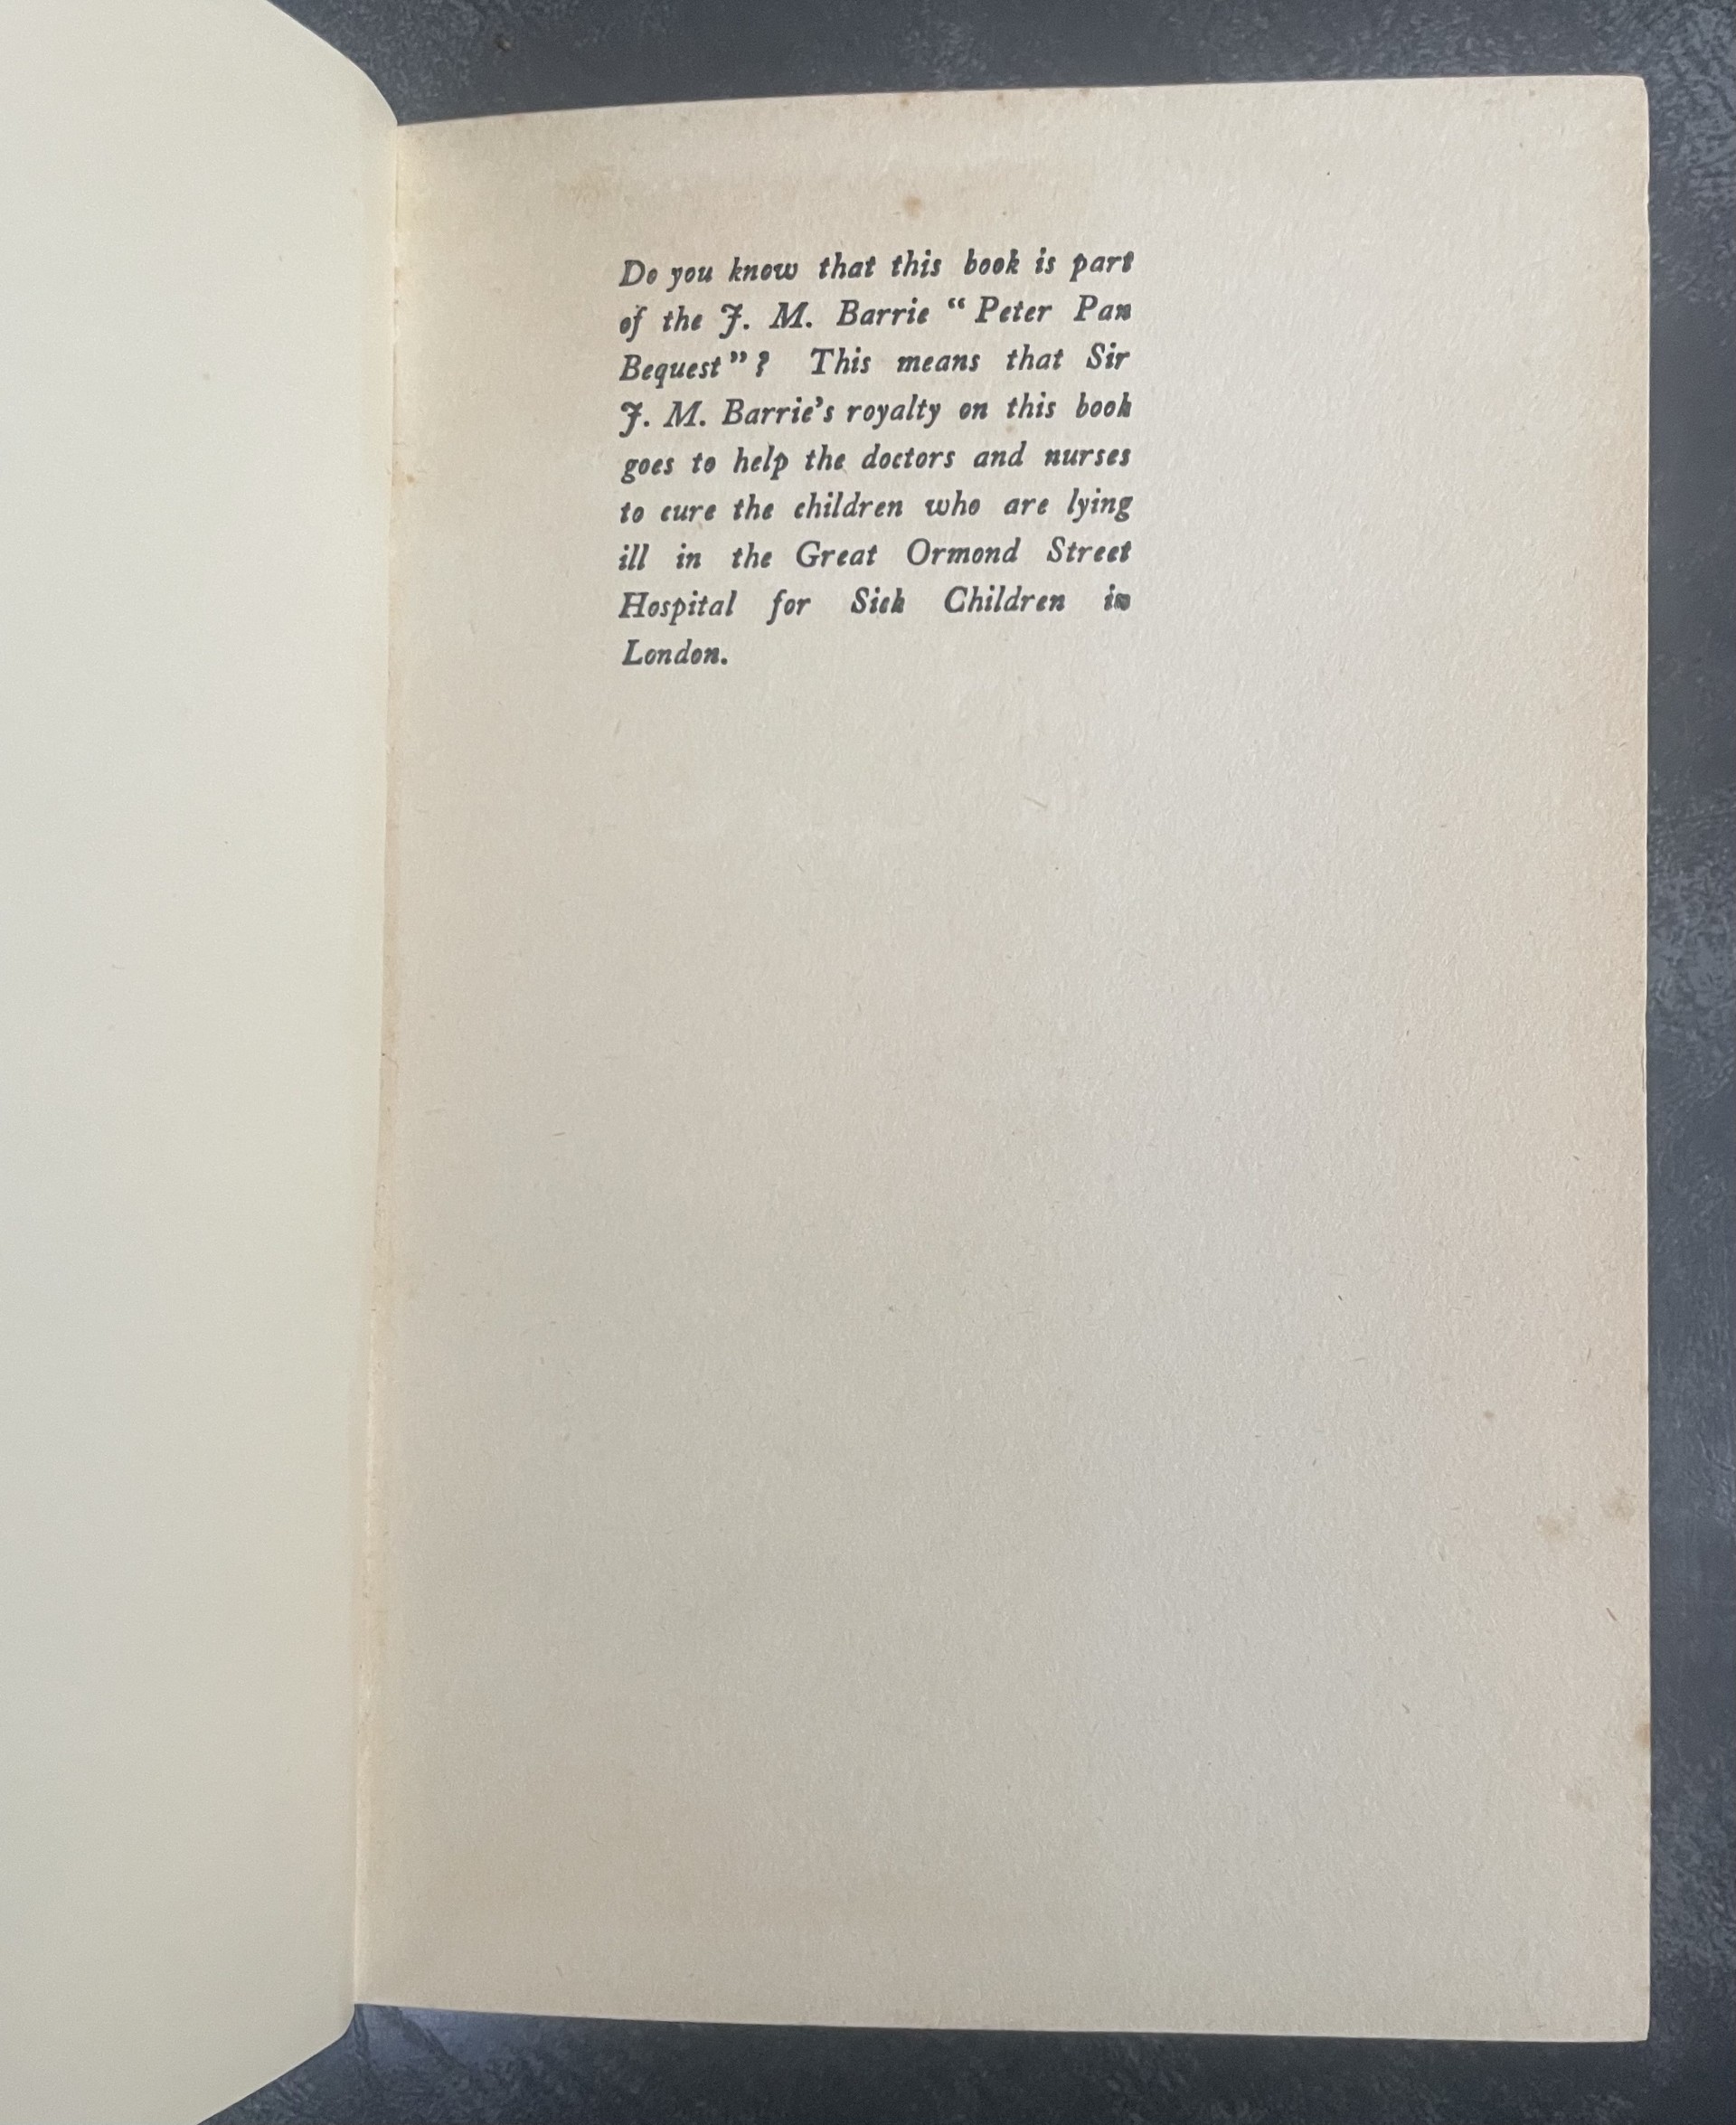 Do you know that this book is part
of the J. M. Barrie “ Peter Pan
Bequest ” ? This means that Sir
J. M. Barrie’s royalty on this book
goes to help the doctors and nurses
to cure the children who are lying
ill in the Great Ormond Street
Hospital for Sick Children in
London.